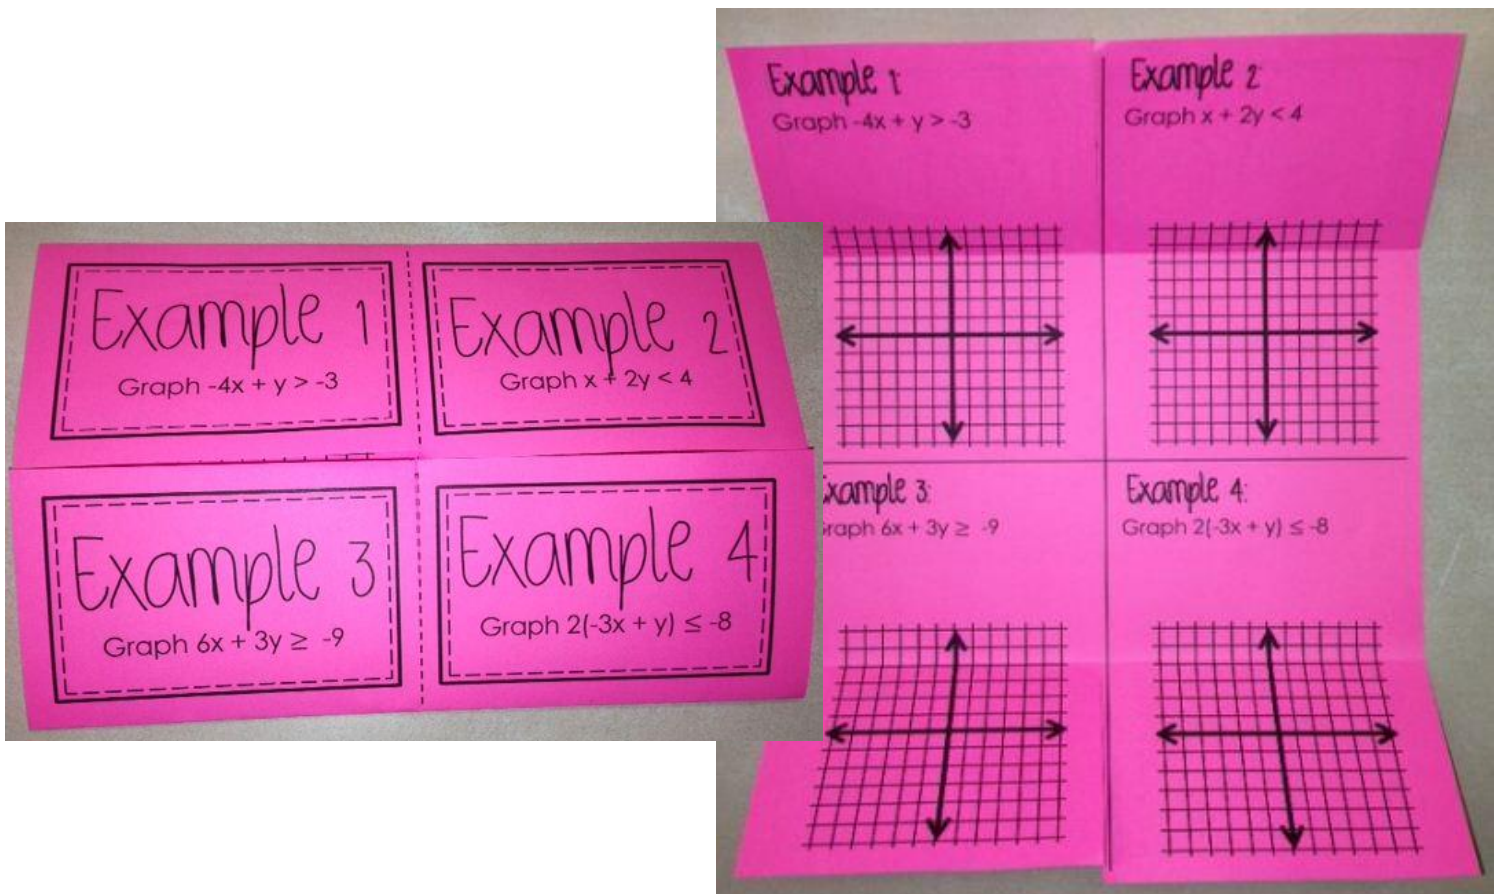 Example 1
Graph -4x + y > -3
Example 2
Graph x + 2y < 4
Example 3
Graph 6x + 3y ≥ -9
Example 4
Graph 2(-3x + y) ≤ -8
Example 1:
Graph -4x + y > -3
Example 2:
Graph x + 2y < 4
xample 3:
raph 6x + 3y ≥ -9
Example 4:
Graph 2(-3x + y) ≤ -8